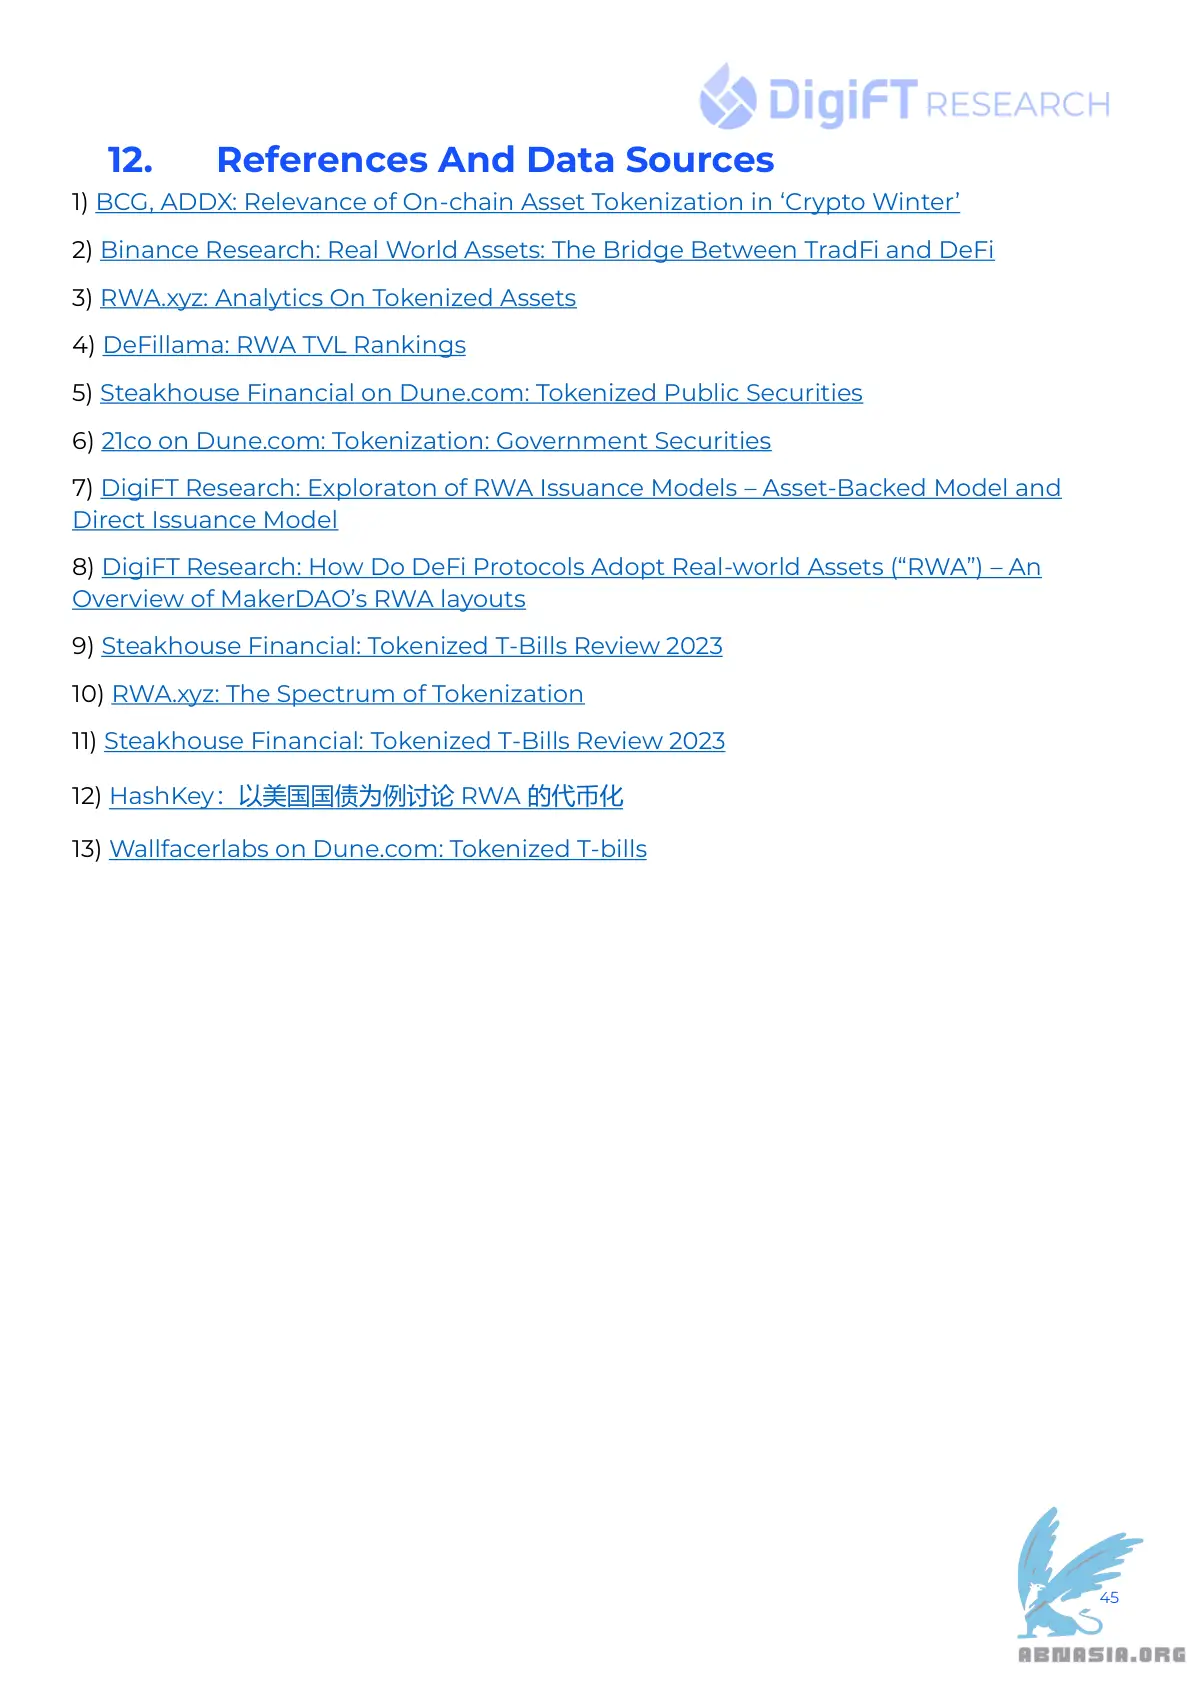 DigiFT RESEARCH
12. References And Data Sources
1) BCG, ADDX: Relevance of On-chain Asset Tokenization in ‘Crypto Winter’
2) Binance Research: Real World Assets: The Bridge Between TradFi and DeFi
3) RWA.xyz: Analytics On Tokenized Assets
4) DeFillama: RWA TVL Rankings
5) Steakhouse Financial on Dune.com: Tokenized Public Securities
6) 21co on Dune.com: Tokenization: Government Securities
7) DigiFT Research: Exploraton of RWA Issuance Models – Asset-Backed Model and
Direct Issuance Model
8) DigiFT Research: How Do DeFi Protocols Adopt Real-world Assets (“RWA”) – An
Overview of MakerDAO’s RWA layouts
9) Steakhouse Financial: Tokenized T-Bills Review 2023
10) RWA.xyz: The Spectrum of Tokenization
11) Steakhouse Financial: Tokenized T-Bills Review 2023
12) HashKey：以美国国债为例讨论 RWA 的代币化
13) Wallfacerlabs on Dune.com: Tokenized T-bills
45
ABNASIA.ORG